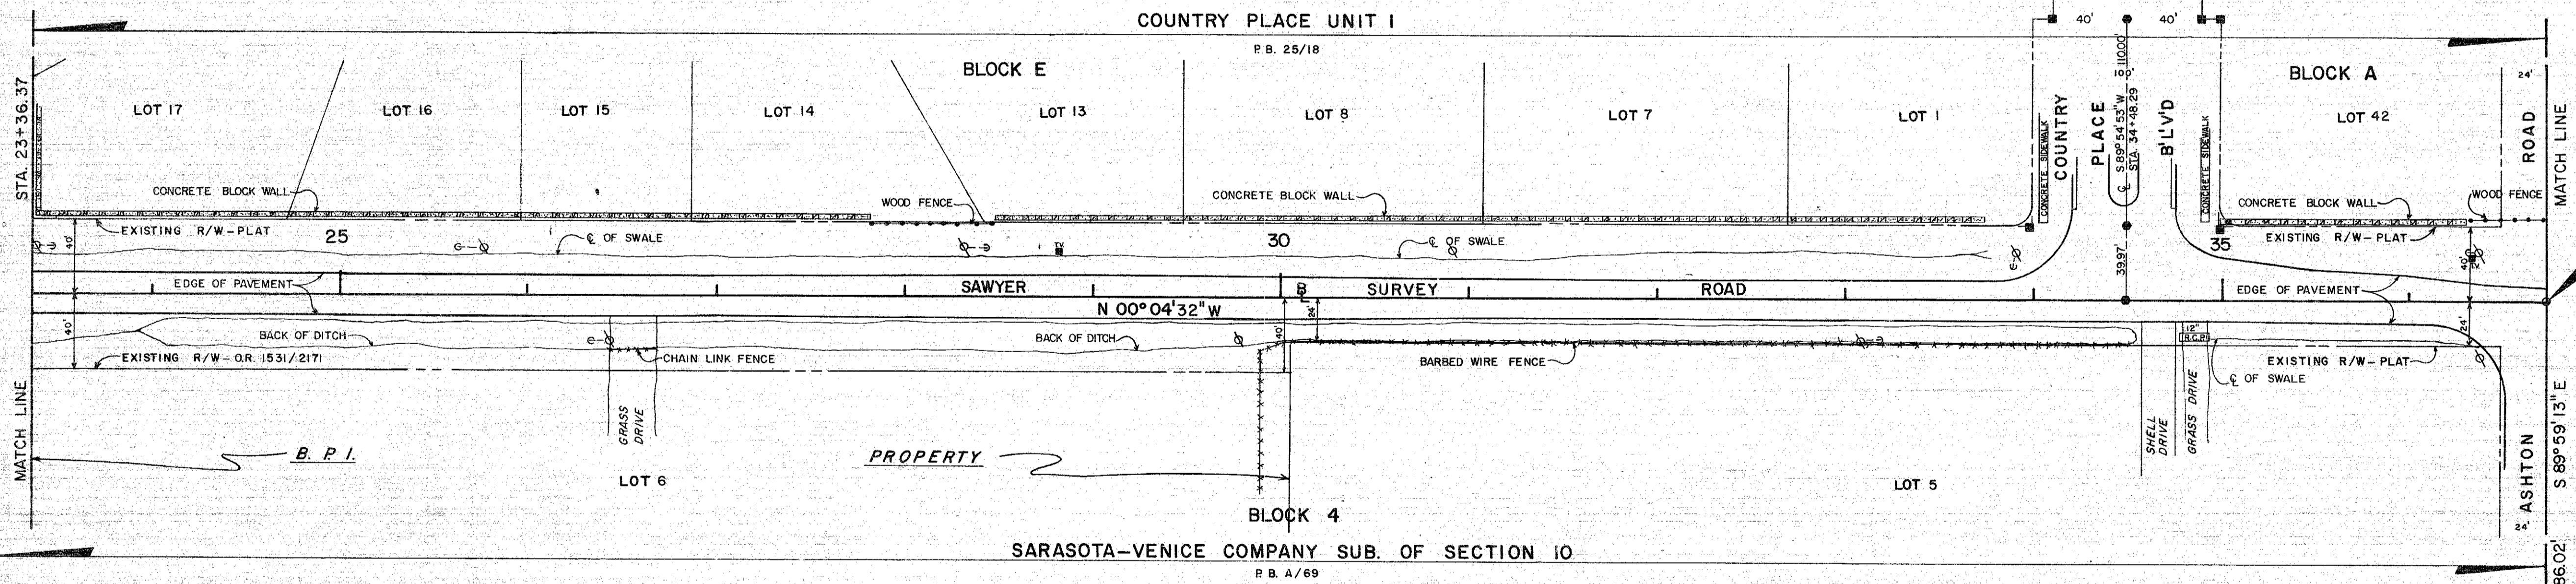 COUNTRY PLACE UNIT 1
P.B. 25/18
40' 40'
BLOCK E
BLOCK A
24'
LOT 17
LOT 16
LOT 15
LOT 14
LOT 13
LOT 8
LOT 7
LOT 1
LOT 42
STA. 23+36.37
MATCH LINE
CONCRETE SIDEWALK
COUNTRY
PLACE
B'L'V'D
℄ S 89° 54' 53" W
STA. 34+48.29
CONCRETE SIDEWALK
ROAD
MATCH LINE
CONCRETE BLOCK WALL
WOOD FENCE
CONCRETE BLOCK WALL
CONCRETE BLOCK WALL
WOOD FENCE
EXISTING R/W-PLAT
40'
25
℄ OF SWALE
30
℄ OF SWALE
39.97
35
EXISTING R/W-PLAT
40'
EDGE OF PAVEMENT
SAWYER
B
SURVEY
ROAD
EDGE OF PAVEMENT
N 00° 04' 32" W
40'
BACK OF DITCH
BACK OF DITCH
40'
24'
12"
R.C.P.
24'
EXISTING R/W-O.R. 1531/2171
CHAIN LINK FENCE
BARBED WIRE FENCE
EXISTING R/W-PLAT
℄ OF SWALE
GRASS
DRIVE
SHELL
DRIVE
GRASS DRIVE
B. P. I.
PROPERTY
LOT 6
LOT 5
BLOCK 4
ASHTON
24'
S 89° 59' 13" E
SARASOTA-VENICE COMPANY SUB. OF SECTION 10
P.B. A/69
96.02'